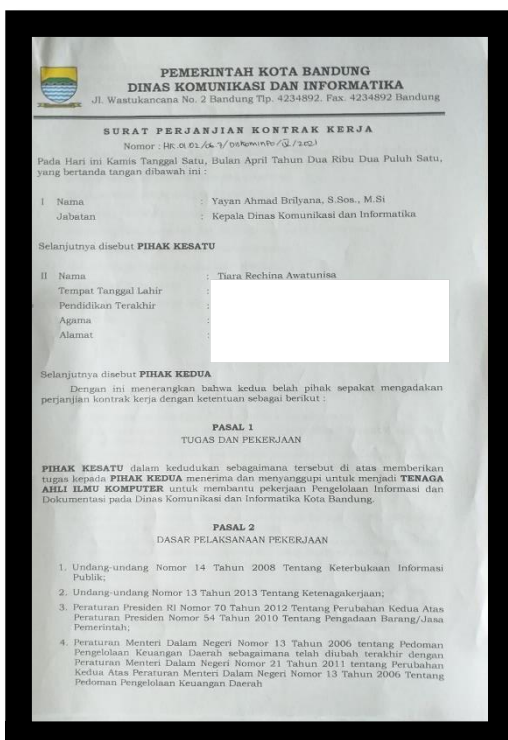 PEMERINTAH KOTA BANDUNG
DINAS KOMUNIKASI DAN INFORMATIKA
Jl. Wastukancana No. 2 Bandung Tlp. 4234892. Fax. 4234892 Bandung
SURAT PERJANJIAN KONTRAK KERJA
Nomor : HK.01.02/067/Diskominfo/IV/2021
Pada Hari ini Kamis Tanggal Satu, Bulan April Tahun Dua Ribu Dua Puluh Satu,
yang bertanda tangan dibawah ini :
I Nama : Yayan Ahmad Brilyana, S.Sos., M.Si
Jabatan : Kepala Dinas Komunikasi dan Informatika
Selanjutnya disebut PIHAK KESATU
II Nama : Tiara Rechina Awatunisa
Tempat Tanggal Lahir :
Pendidikan Terakhir :
Agama :
Alamat :
Selanjutnya disebut PIHAK KEDUA
Dengan ini menerangkan bahwa kedua belah pihak sepakat mengadakan
perjanjian kontrak kerja dengan ketentuan sebagai berikut :
PASAL 1
TUGAS DAN PEKERJAAN
PIHAK KESATU dalam kedudukan sebagaimana tersebut di atas memberikan
tugas kepada PIHAK KEDUA menerima dan menyanggupi untuk menjadi TENAGA
AHLI ILMU KOMPUTER untuk membantu pekerjaan Pengelolaan Informasi dan
Dokumentasi pada Dinas Komunikasi dan Informatika Kota Bandung.
PASAL 2
DASAR PELAKSANAAN PEKERJAAN
1. Undang-undang Nomor 14 Tahun 2008 Tentang Keterbukaan Informasi
Publik;
2. Undang-undang Nomor 13 Tahun 2013 Tentang Ketenagakerjaan;
3. Peraturan Presiden RI Nomor 70 Tahun 2012 Tentang Perubahan Kedua Atas
Peraturan Presiden Nomor 54 Tahun 2010 Tentang Pengadaan Barang/Jasa
Pemerintah;
4. Peraturan Menteri Dalam Negeri Nomor 13 Tahun 2006 tentang Pedoman
Pengelolaan Keuangan Daerah sebagaimana telah diubah terakhir dengan
Peraturan Menteri Dalam Negeri Nomor 21 Tahun 2011 tentang Perubahan
Kedua Atas Peraturan Menteri Dalam Negeri Nomor 13 Tahun 2006 Tentang
Pedoman Pengelolaan Keuangan Daerah